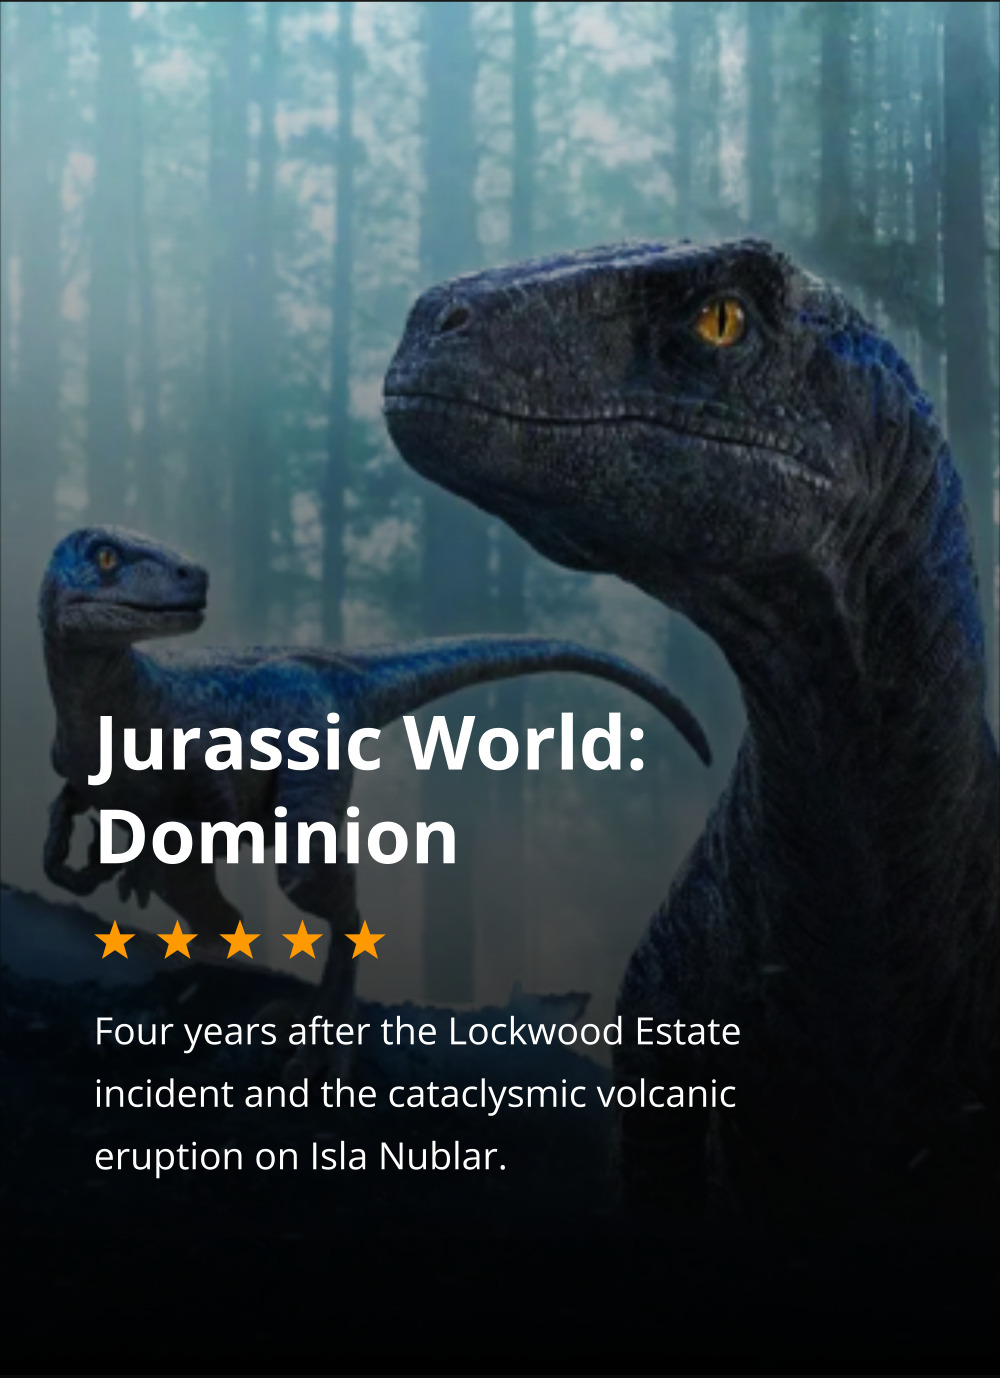 Jurassic World:
Dominion
Four years after the Lockwood Estate
incident and the cataclysmic volcanic
eruption on Isla Nublar.